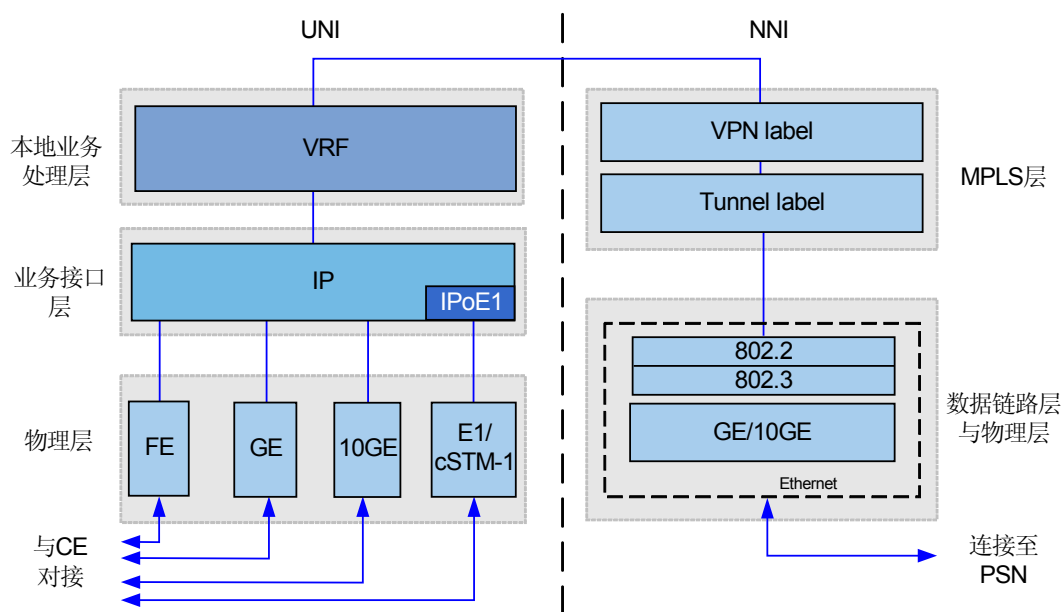 UNI
NNI
本地业务
处理层
VRF
VPN label
Tunnel label
MPLS层
业务接口
层
IP
IPoE1
物理层
FE
GE
10GE
E1/
cSTM-1
802.2
802.3
GE/10GE
Ethernet
数据链路层
与物理层
与CE
对接
连接至
PSN